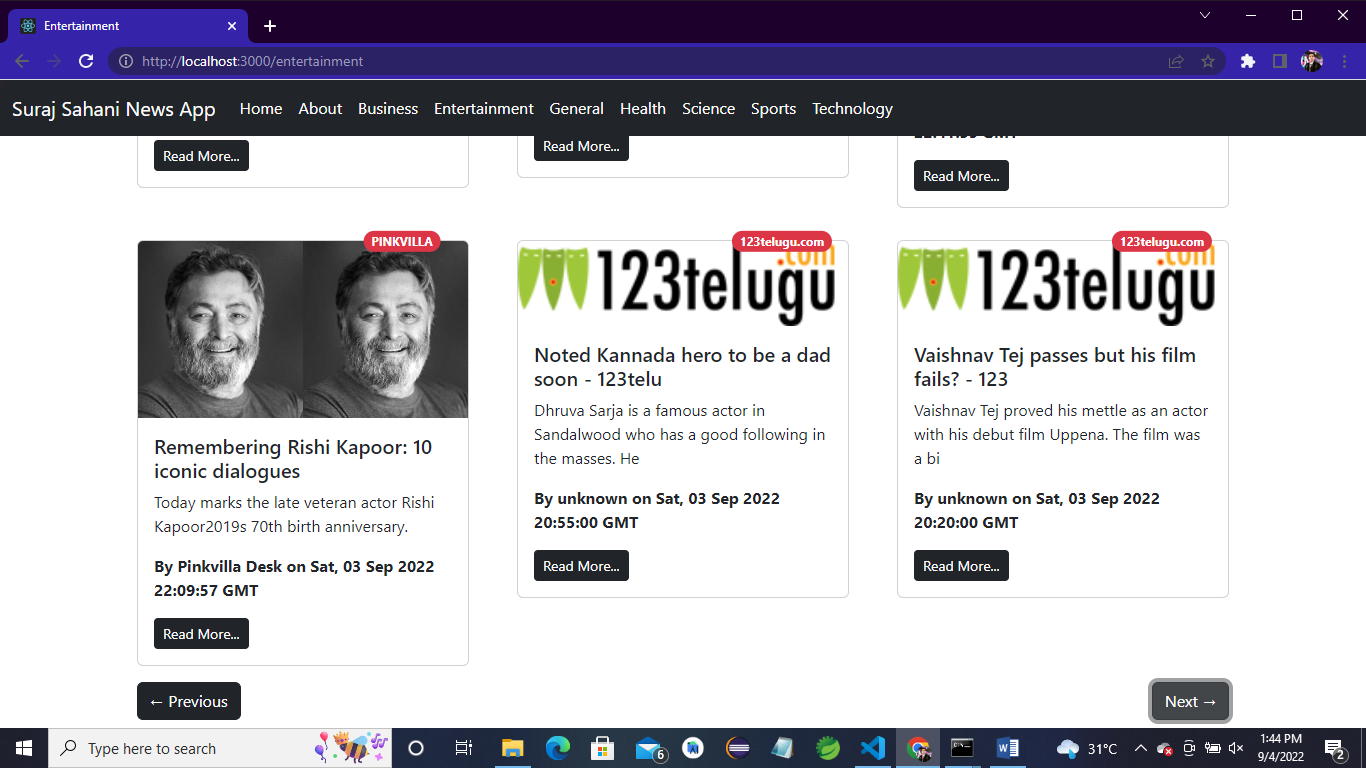 Entertainment
http://localhost:3000/entertainment
Suraj Sahani News App Home About Business Entertainment General Health Science Sports Technology
Read More...
Read More...
Read More...
PINKVILLA
Remembering Rishi Kapoor: 10
iconic dialogues
Today marks the late veteran actor Rishi
Kapoor2019s 70th birth anniversary.
By Pinkvilla Desk on Sat, 03 Sep 2022
22:09:57 GMT
Read More...
123telugu.com
123telugu
.com
Noted Kannada hero to be a dad
soon - 123telu
Dhruva Sarja is a famous actor in
Sandalwood who has a good following in
the masses. He
By unknown on Sat, 03 Sep 2022
20:55:00 GMT
Read More...
123telugu.com
123telugu
.com
Vaishnav Tej passes but his film
fails? - 123
Vaishnav Tej proved his mettle as an actor
with his debut film Uppena. The film was
a bi
By unknown on Sat, 03 Sep 2022
20:20:00 GMT
Read More...
← Previous
Next →
Type here to search
6
31°C
1:44 PM
9/4/2022
2